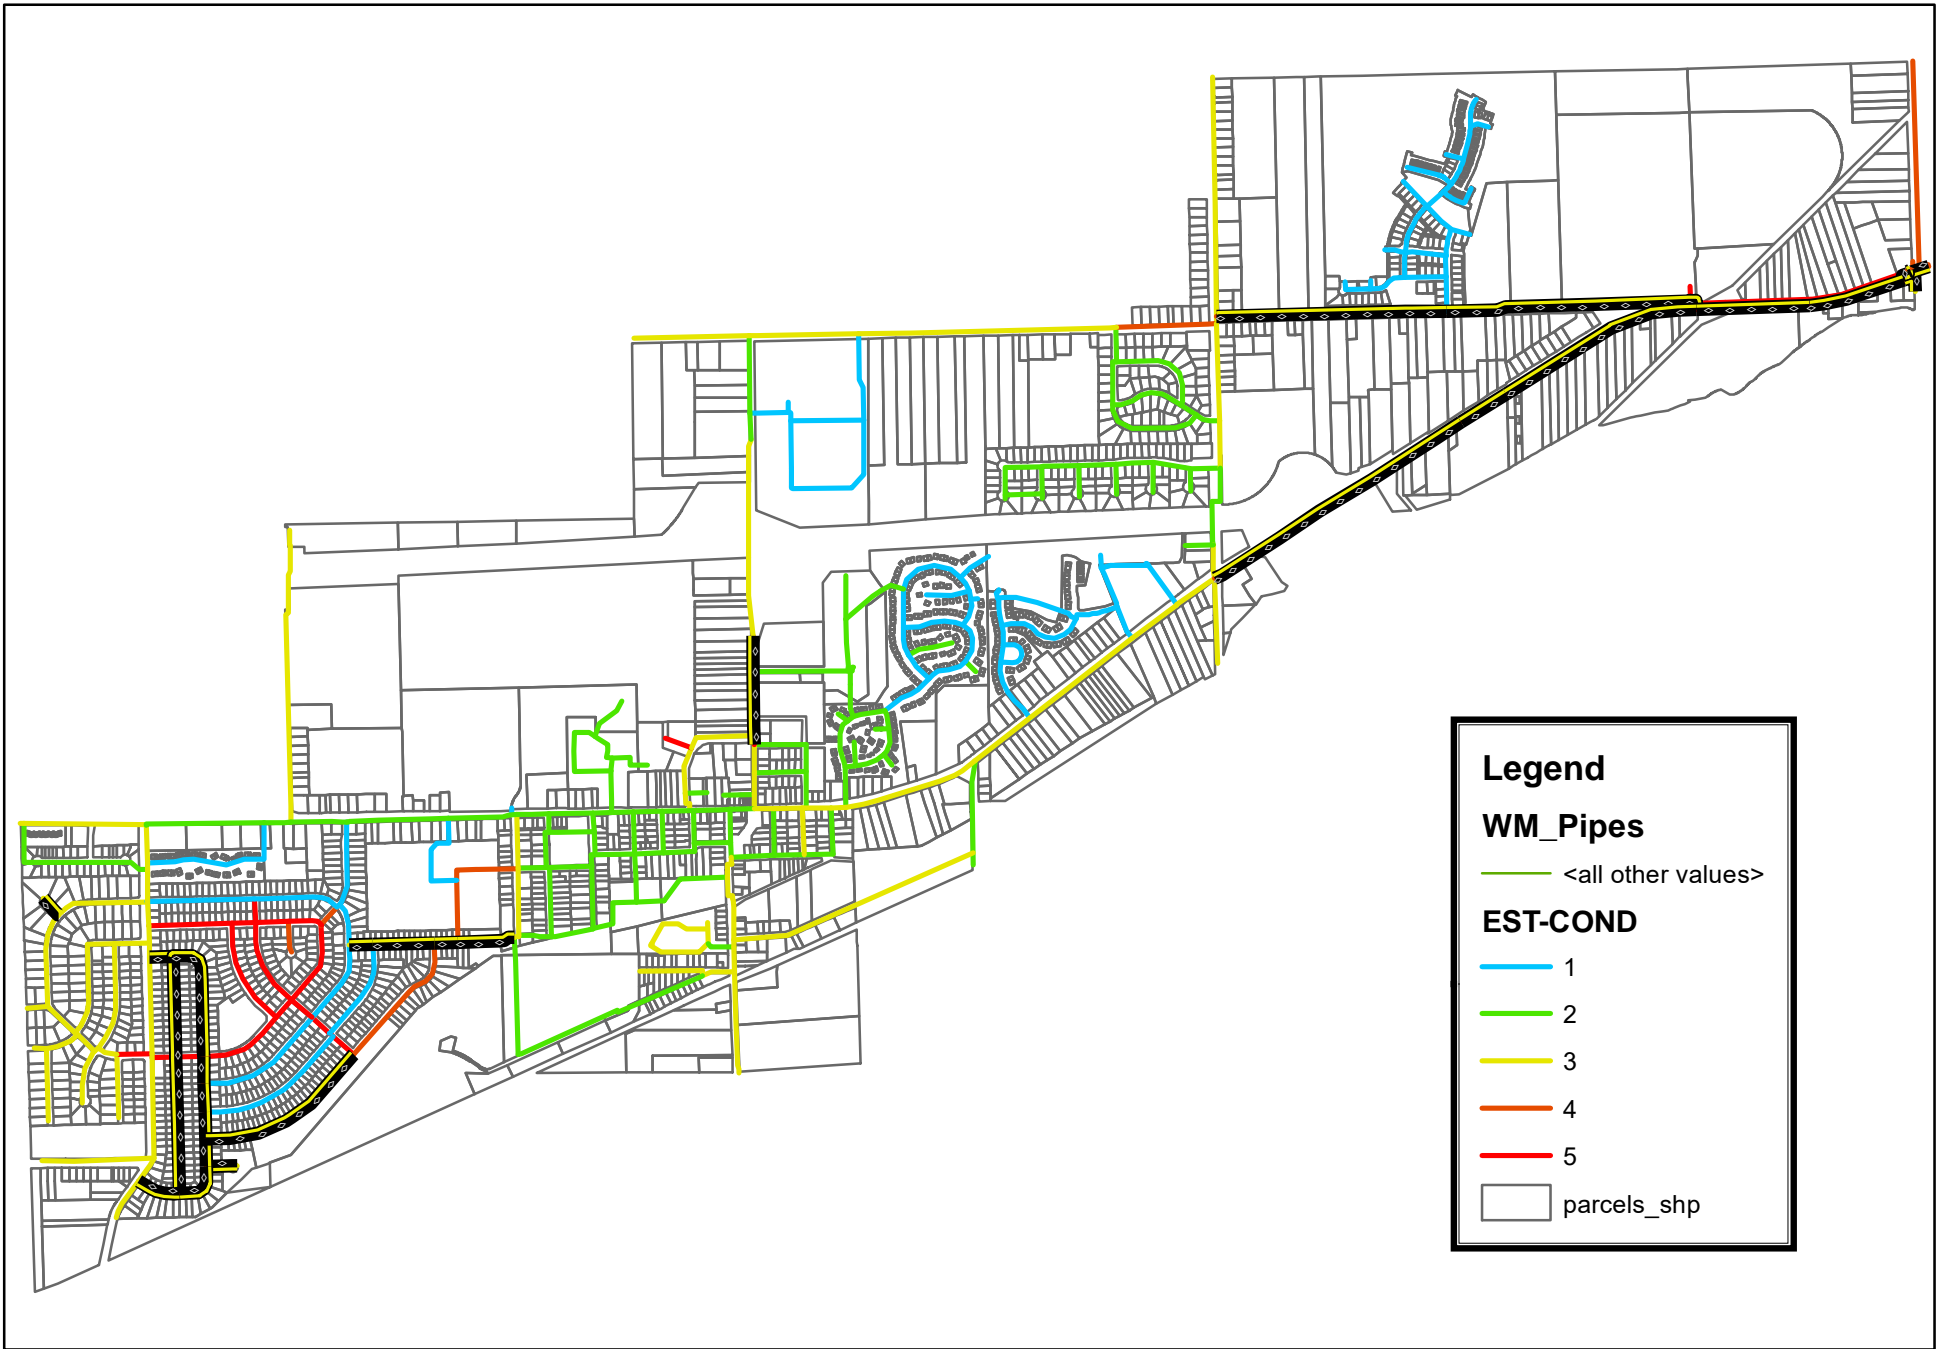 Legend
WM_Pipes
<all other values>
EST-COND
1
2
3
4
5
parcels_shp